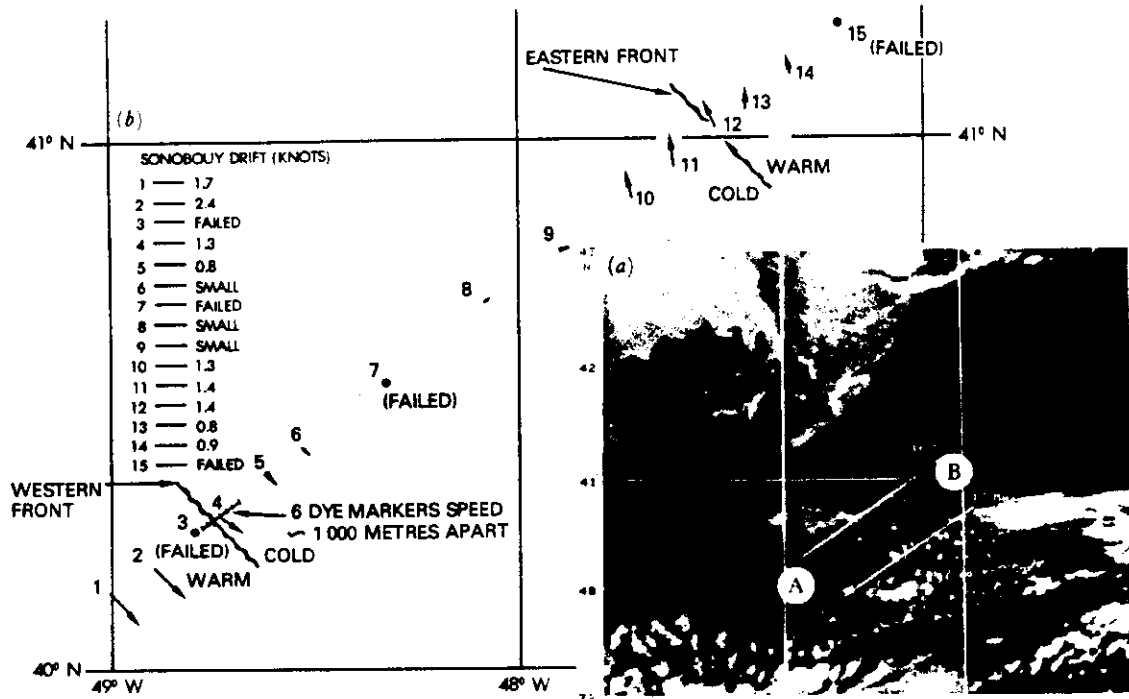 15
(FAILED)
EASTERN FRONT
14
13
(b)
12
41° N
41° N
SONOBOUY DRIFT (KNOTS)
11
WARM
1 — 1.7
COLD
2 — 2.4
10
3 — FAILED
4 — 1.3
9
5 — 0.8
(a)
6 — SMALL
7 — FAILED
8
8 — SMALL
9 — SMALL
10 — 1.3
42
11 — 1.4
7
12 — 1.4
(FAILED)
13 — 0.8
14 — 0.9
6
15 — FAILED
5
WESTERN
FRONT
B
41
4
6 DYE MARKERS SPEED
3
~ 1 000 METRES APART
(FAILED)
COLD
2
WARM
A
40
1
40° N
49° W
48° W